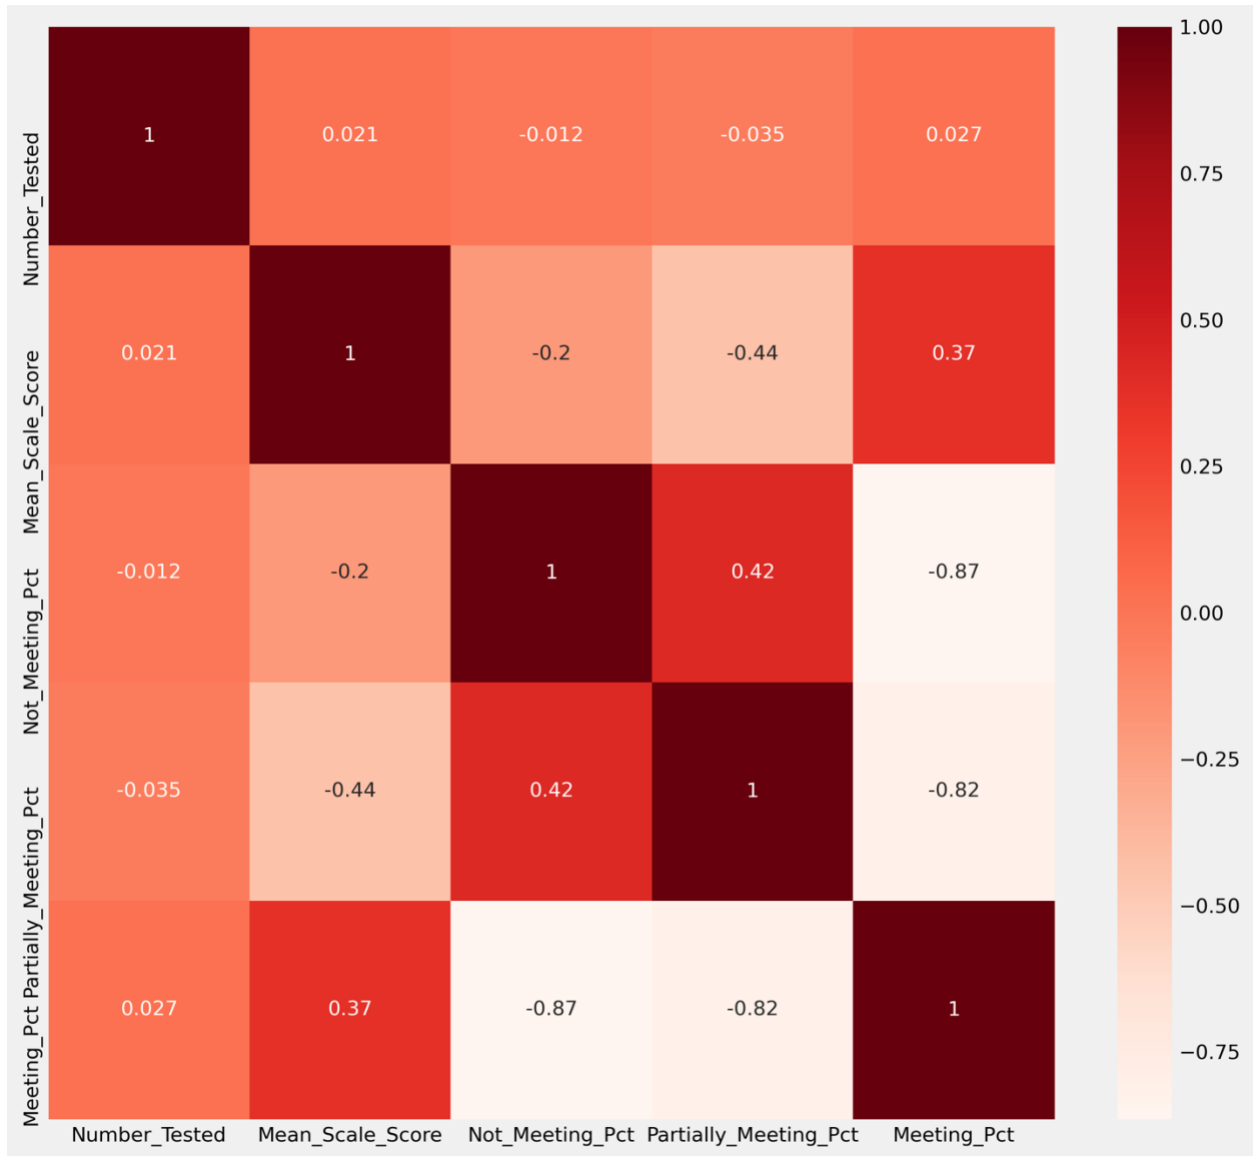 Number_Tested
1 0.021 -0.012 -0.035 0.027
Mean_Scale_Score
0.021 1 -0.2 -0.44 0.37
Not_Meeting_Pct
-0.012 -0.2 1 0.42 -0.87
Partially_Meeting_Pct
-0.035 -0.44 0.42 1 -0.82
Meeting_Pct
0.027 0.37 -0.87 -0.82 1
Number_Tested Mean_Scale_Score Not_Meeting_Pct Partially_Meeting_Pct Meeting_Pct
1.00
0.75
0.50
0.25
0.00
−0.25
−0.50
−0.75